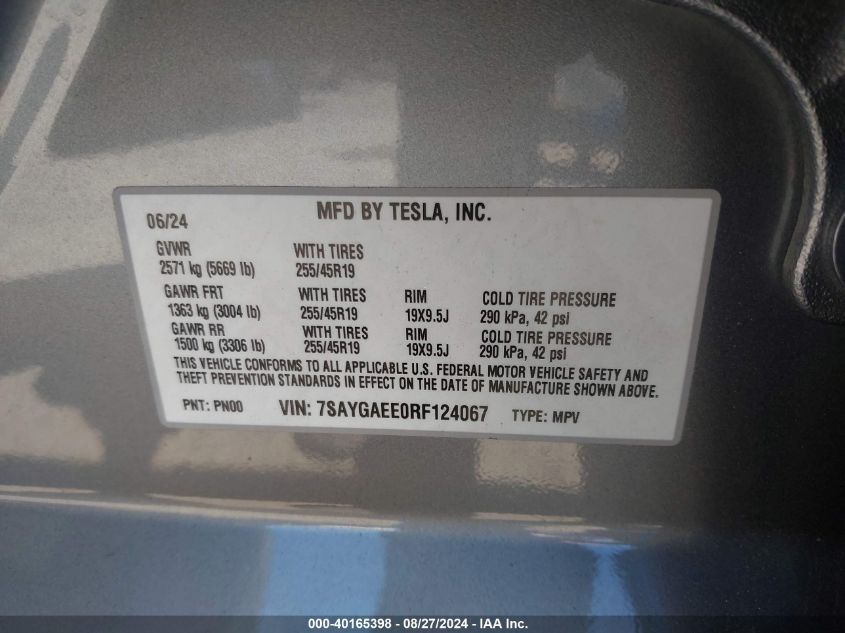 06/24 MFD BY TESLA, INC.
GVWR WITH TIRES
2571 kg (5669 lb) 255/45R19
GAWR FRT WITH TIRES RIM COLD TIRE PRESSURE
1363 kg (3004 lb) 255/45R19 19X9.5J 290 kPa, 42 psi
GAWR RR WITH TIRES RIM COLD TIRE PRESSURE
1500 kg (3306 lb) 255/45R19 19X9.5J 290 kPa, 42 psi
THIS VEHICLE CONFORMS TO ALL APPLICABLE U.S. FEDERAL MOTOR VEHICLE SAFETY AND
THEFT PREVENTION STANDARDS IN EFFECT ON THE DATE OF MANUFACTURE SHOWN ABOVE.
PNT: PN00 VIN: 7SAYGAEE0RF124067 TYPE: MPV
000-40165398 - 08/27/2024 - IAA Inc.